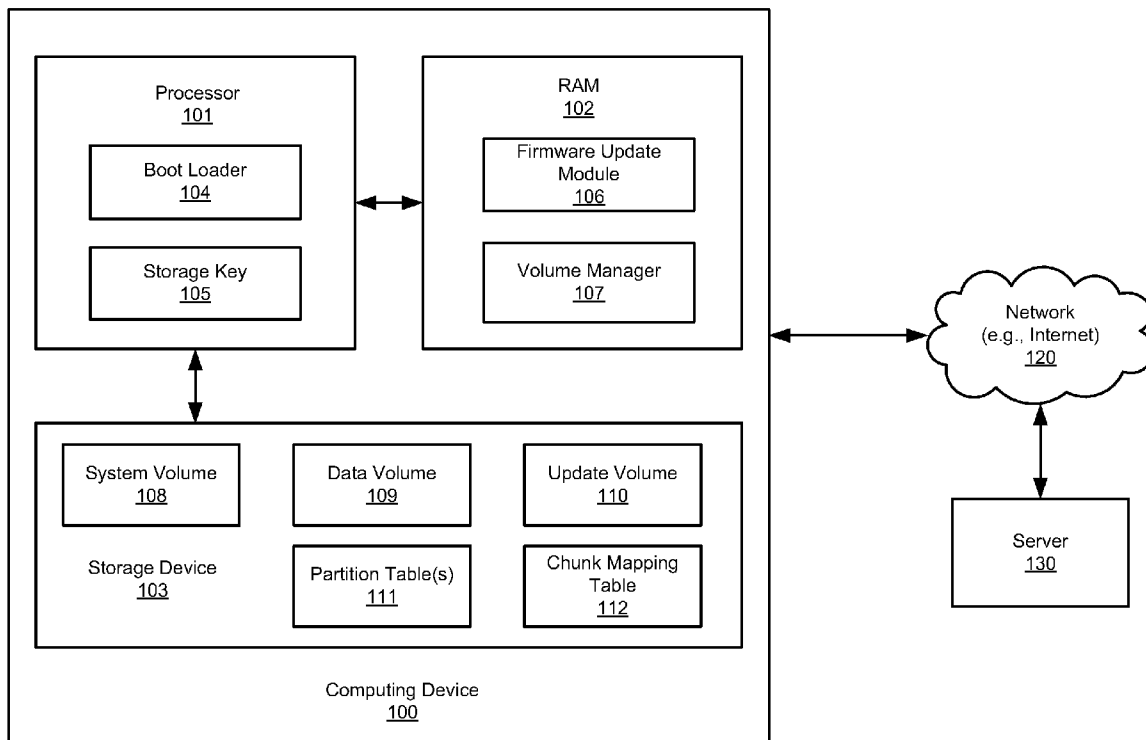 Processor
101
Boot Loader
104
Storage Key
105
RAM
102
Firmware Update
Module
106
Volume Manager
107
System Volume
108
Data Volume
109
Update Volume
110
Storage Device
103
Partition Table(s)
111
Chunk Mapping
Table
112
Computing Device
100
Network
(e.g., Internet)
120
Server
130